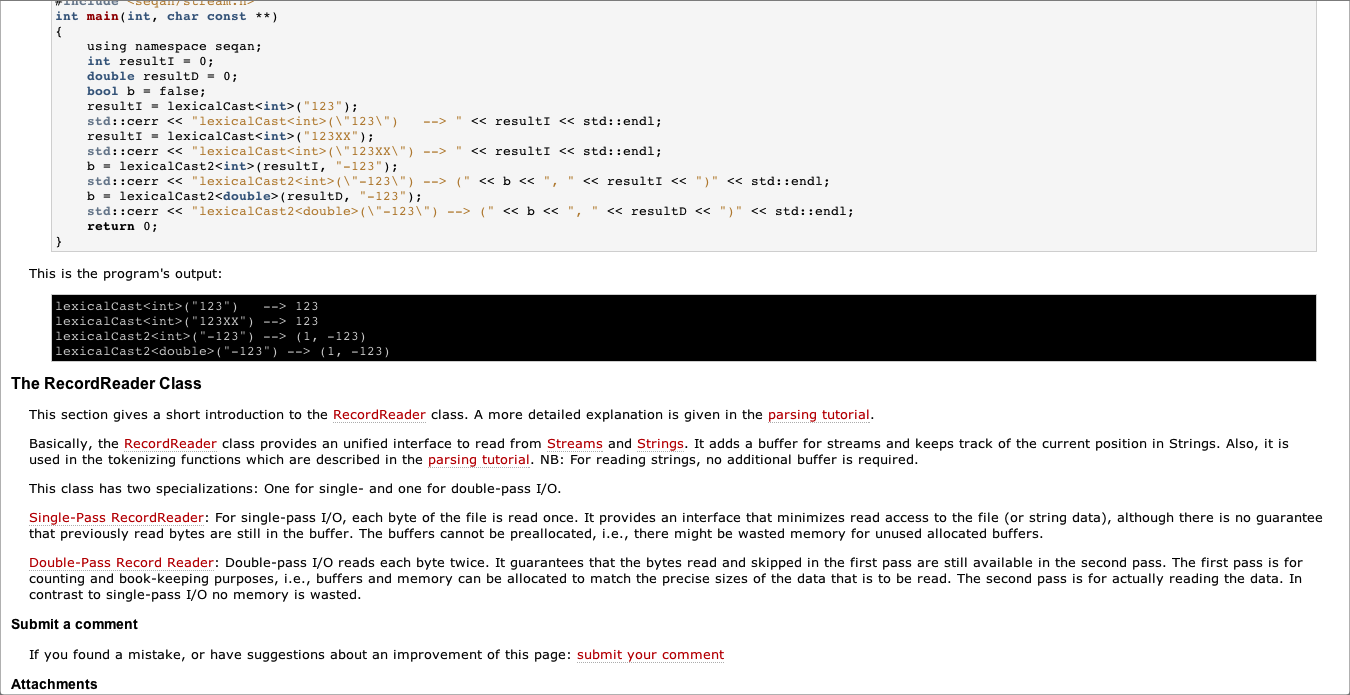 #include <seqan/stream.h>
int main(int, char const **)
{
    using namespace seqan;
    int resultI = 0;
    double resultD = 0;
    bool b = false;
    resultI = lexicalCast<int>("123");
    std::cerr << "lexicalCast<int>(\"123\")   --> " << resultI << std::endl;
    resultI = lexicalCast<int>("123XX");
    std::cerr << "lexicalCast<int>(\"123XX\") --> " << resultI << std::endl;
    b = lexicalCast2<int>(resultI, "-123");
    std::cerr << "lexicalCast2<int>(\"-123\") --> (" << b << ", " << resultI << ")" << std::endl;
    b = lexicalCast2<double>(resultD, "-123");
    std::cerr << "lexicalCast2<double>(\"-123\") --> (" << b << ", " << resultD << ")" << std::endl;
    return 0;
}
This is the program's output:
lexicalCast<int>("123")   --> 123
lexicalCast<int>("123XX") --> 123
lexicalCast2<int>("-123") --> (1, -123)
lexicalCast2<double>("-123") --> (1, -123)
The RecordReader Class
This section gives a short introduction to the RecordReader class. A more detailed explanation is given in the parsing tutorial.
Basically, the RecordReader class provides an unified interface to read from Streams and Strings. It adds a buffer for streams and keeps track of the current position in Strings. Also, it is
used in the tokenizing functions which are described in the parsing tutorial. NB: For reading strings, no additional buffer is required.
This class has two specializations: One for single- and one for double-pass I/O.
Single-Pass RecordReader: For single-pass I/O, each byte of the file is read once. It provides an interface that minimizes read access to the file (or string data), although there is no guarantee
that previously read bytes are still in the buffer. The buffers cannot be preallocated, i.e., there might be wasted memory for unused allocated buffers.
Double-Pass Record Reader: Double-pass I/O reads each byte twice. It guarantees that the bytes read and skipped in the first pass are still available in the second pass. The first pass is for
counting and book-keeping purposes, i.e., buffers and memory can be allocated to match the precise sizes of the data that is to be read. The second pass is for actually reading the data. In
contrast to single-pass I/O no memory is wasted.
Submit a comment
If you found a mistake, or have suggestions about an improvement of this page: submit your comment
Attachments